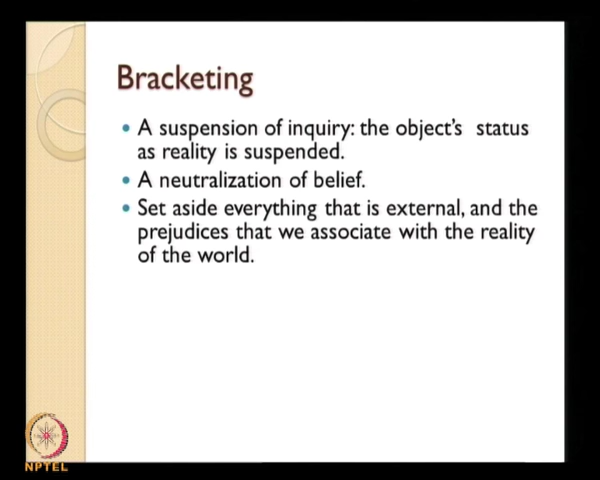 Bracketing
• A suspension of inquiry: the object's status
as reality is suspended.
• A neutralization of belief.
• Set aside everything that is external, and the
prejudices that we associate with the reality
of the world.
NPTEL